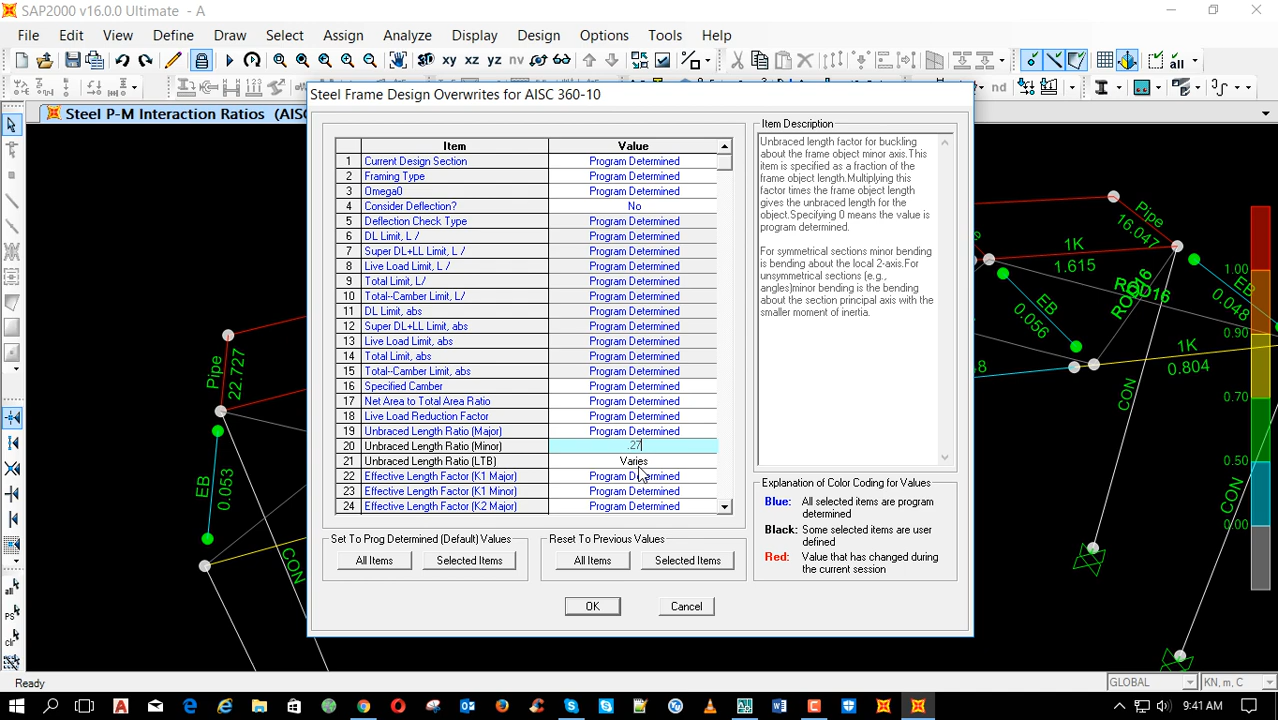 SAP2000 v16.0.0 Ultimate - A
File Edit View Define Draw Select Assign Analyze Display Design Options Tools Help
3D xy xz yz nv
all
nd
Steel P-M Interaction Ratios (AISC
Steel Frame Design Overwrites for AISC 360-10
Item Value
1 Current Design Section Program Determined
2 Framing Type Program Determined
3 Omega0 Program Determined
4 Consider Deflection? No
5 Deflection Check Type Program Determined
6 DL Limit, L / Program Determined
7 Super DL+LL Limit, L / Program Determined
8 Live Load Limit, L / Program Determined
9 Total Limit, L/ Program Determined
10 Total--Camber Limit, L/ Program Determined
11 DL Limit, abs Program Determined
12 Super DL+LL Limit, abs Program Determined
13 Live Load Limit, abs Program Determined
14 Total Limit, abs Program Determined
15 Total-Camber Limit, abs Program Determined
16 Specified Camber Program Determined
17 Net Area to Total Area Ratio Program Determined
18 Live Load Reduction Factor Program Determined
19 Unbraced Length Ratio (Major) Program Determined
20 Unbraced Length Ratio (Minor) .27
21 Unbraced Length Ratio (LTB) Varies
22 Effective Length Factor (K1 Major) Program Determined
23 Effective Length Factor (K1 Minor) Program Determined
24 Effective Length Factor (K2 Major) Program Determined
Set To Prog Determined (Default) Values
All Items Selected Items
Reset To Previous Values
All Items Selected Items
OK Cancel
Item Description
Unbraced length factor for buckling
about the frame object minor axis.This
item is specified as a fraction of the
frame object length.Multiplying this
factor times the frame object length
gives the unbraced length for the
object.Specifying 0 means the value is
program determined.
For symmetrical sections minor bending
is bending about the local 2-axis.For
unsymmetrical sections (e.g.,
angles)minor bending is the bending
about the section principal axis with the
smaller moment of inertia.
Explanation of Color Coding for Values
Blue: All selected items are program
determined
Black: Some selected items are user
defined
Red: Value that has changed during
the current session
Pipe
22.727
EB
0.053
CON
Pipe
16.047
1K
1.615
ROD16
ROD16
EB
0.056
EB
0.048
48
1K
0.804
CON
CON
1.00
0.90
0.70
0.50
0.00
all
PS
clr
Ready
GLOBAL KN, m, C
9:41 AM